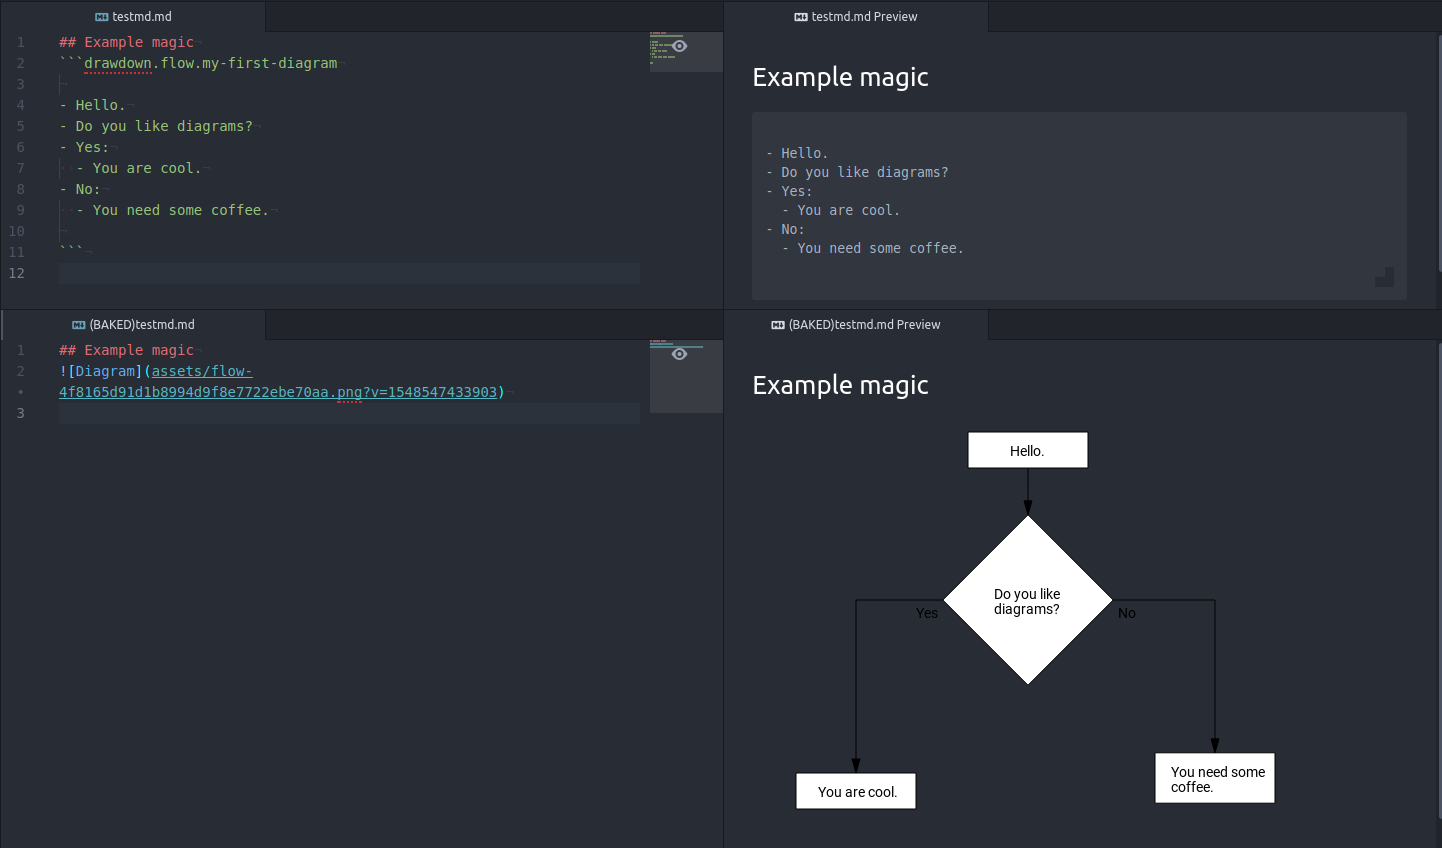 testmd.md
1 ## Example magic
2 ```drawdown.flow.my-first-diagram
3
4 - Hello.
5 - Do you like diagrams?
6 - Yes:
7   - You are cool.
8 - No:
9   - You need some coffee.
10
11 ```
12
testmd.md Preview
Example magic
- Hello.
- Do you like diagrams?
- Yes:
  - You are cool.
- No:
  - You need some coffee.
(BAKED)testmd.md
1 ## Example magic
2 ![Diagram](assets/flow-
• 4f8165d91d1b8994d9f8e7722ebe70aa.png?v=1548547433903)
3
(BAKED)testmd.md Preview
Example magic
Hello.
Do you like
diagrams?
Yes
No
You are cool.
You need some
coffee.